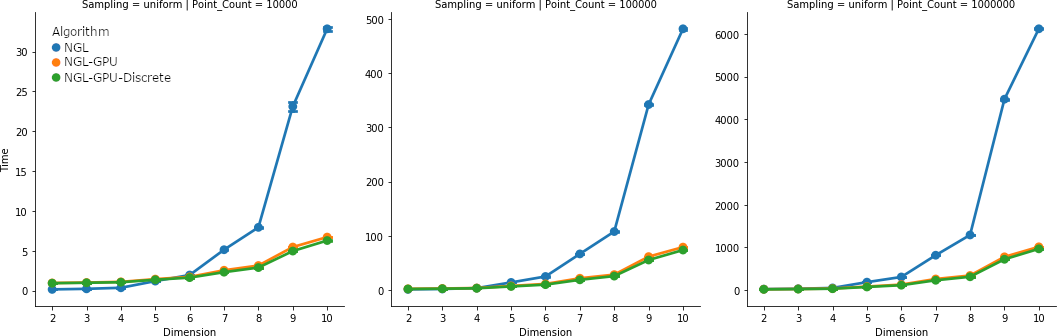 Sampling = uniform | Point_Count = 10000
Time
30
25
20
15
10
5
0
Algorithm
NGL
NGL-GPU
NGL-GPU-Discrete
2 3 4 5 6 7 8 9 10
Dimension
Sampling = uniform | Point_Count = 100000
500
400
300
200
100
0
2 3 4 5 6 7 8 9 10
Dimension
Sampling = uniform | Point_Count = 1000000
6000
5000
4000
3000
2000
1000
0
2 3 4 5 6 7 8 9 10
Dimension